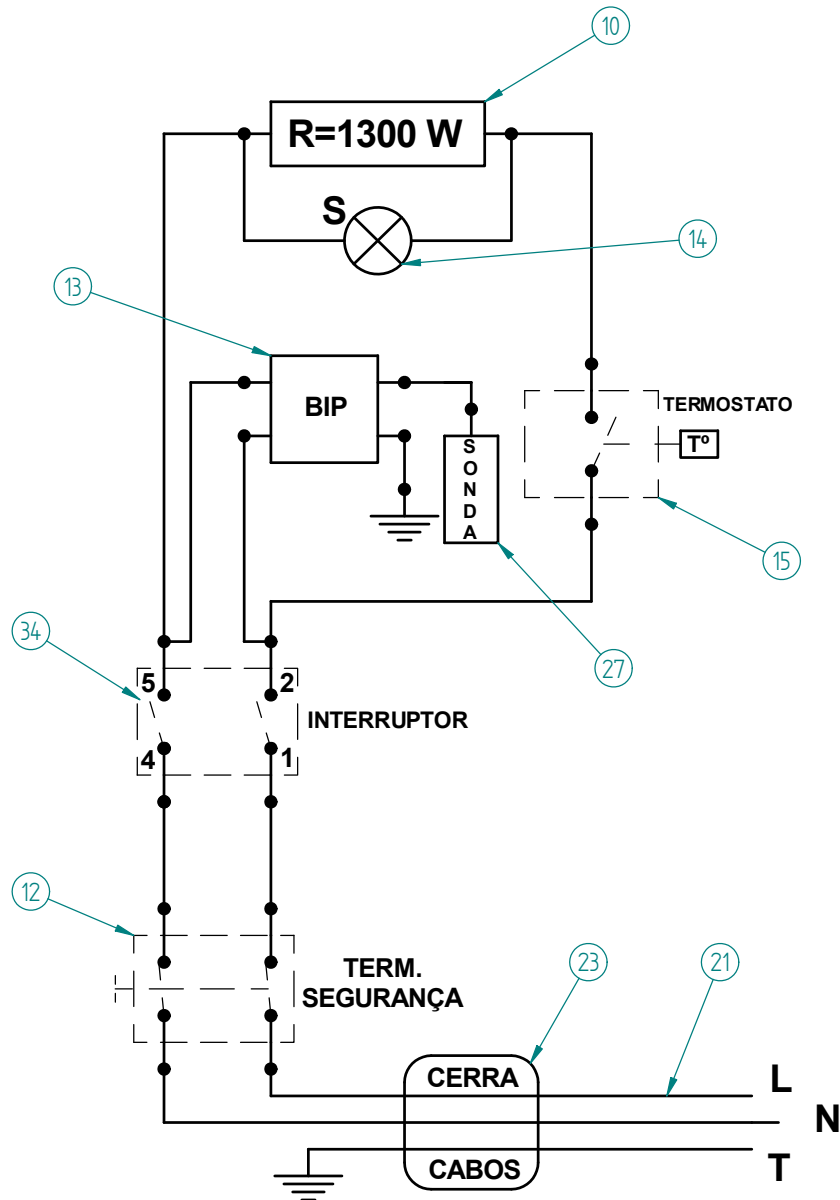 10
R=1300 W
S
14
13
BIP
TERMOSTATO
Tº
SONDA
15
34
27
5
2
INTERRUPTOR
4
1
12
TERM.
SEGURANÇA
23
21
CERRA
L
N
CABOS
T